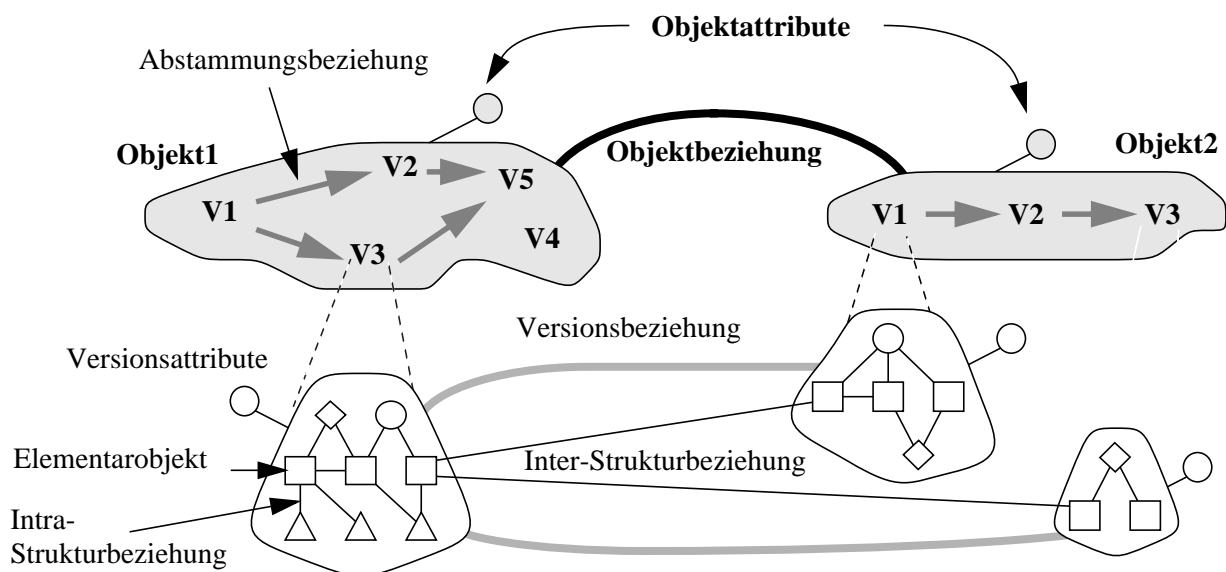 Objektattribute
Abstammungsbeziehung
Objekt1
Objektbeziehung
Objekt2
V2
V5
V1
V4
V3
V1
V2
V3
Versionsbeziehung
Versionsattribute
Elementarobjekt
Inter-Strukturbeziehung
Intra-
Strukturbeziehung